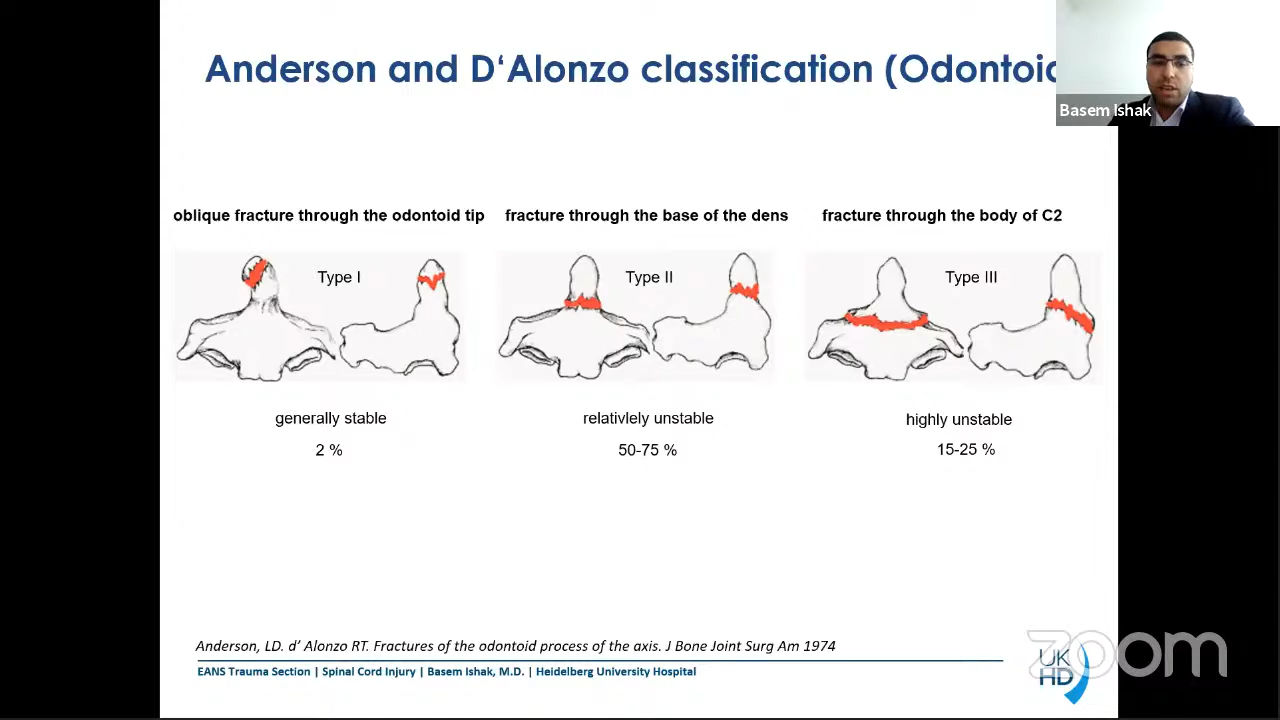 Anderson and D‘Alonzo classification (Odontoid
Basem Ishak
oblique fracture through the odontoid tip
fracture through the base of the dens
fracture through the body of C2
Type I
Type II
Type III
generally stable
relativlely unstable
highly unstable
2 %
50-75 %
15-25 %
Anderson, LD. d’ Alonzo RT. Fractures of the odontoid process of the axis. J Bone Joint Surg Am 1974
EANS Trauma Section | Spinal Cord Injury | Basem Ishak, M.D. | Heidelberg University Hospital
UK
HD
zoom